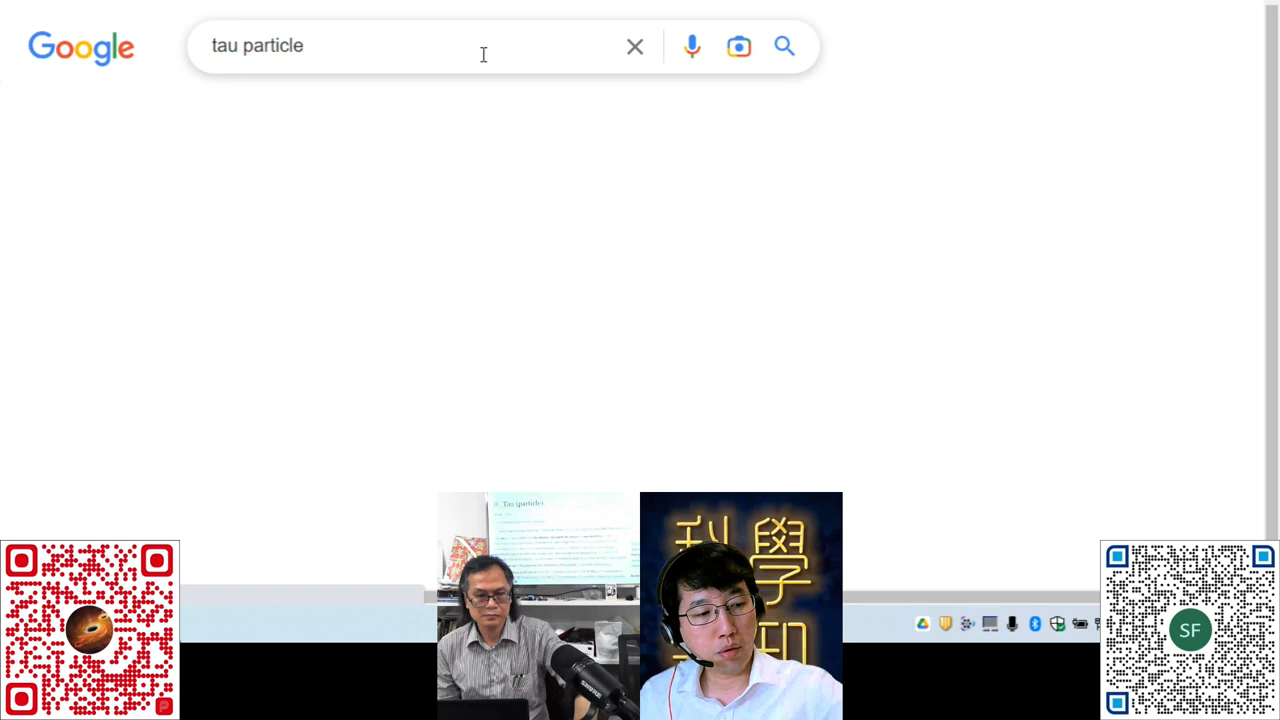 Google
tau particle
Tau (particle)
科學
SF